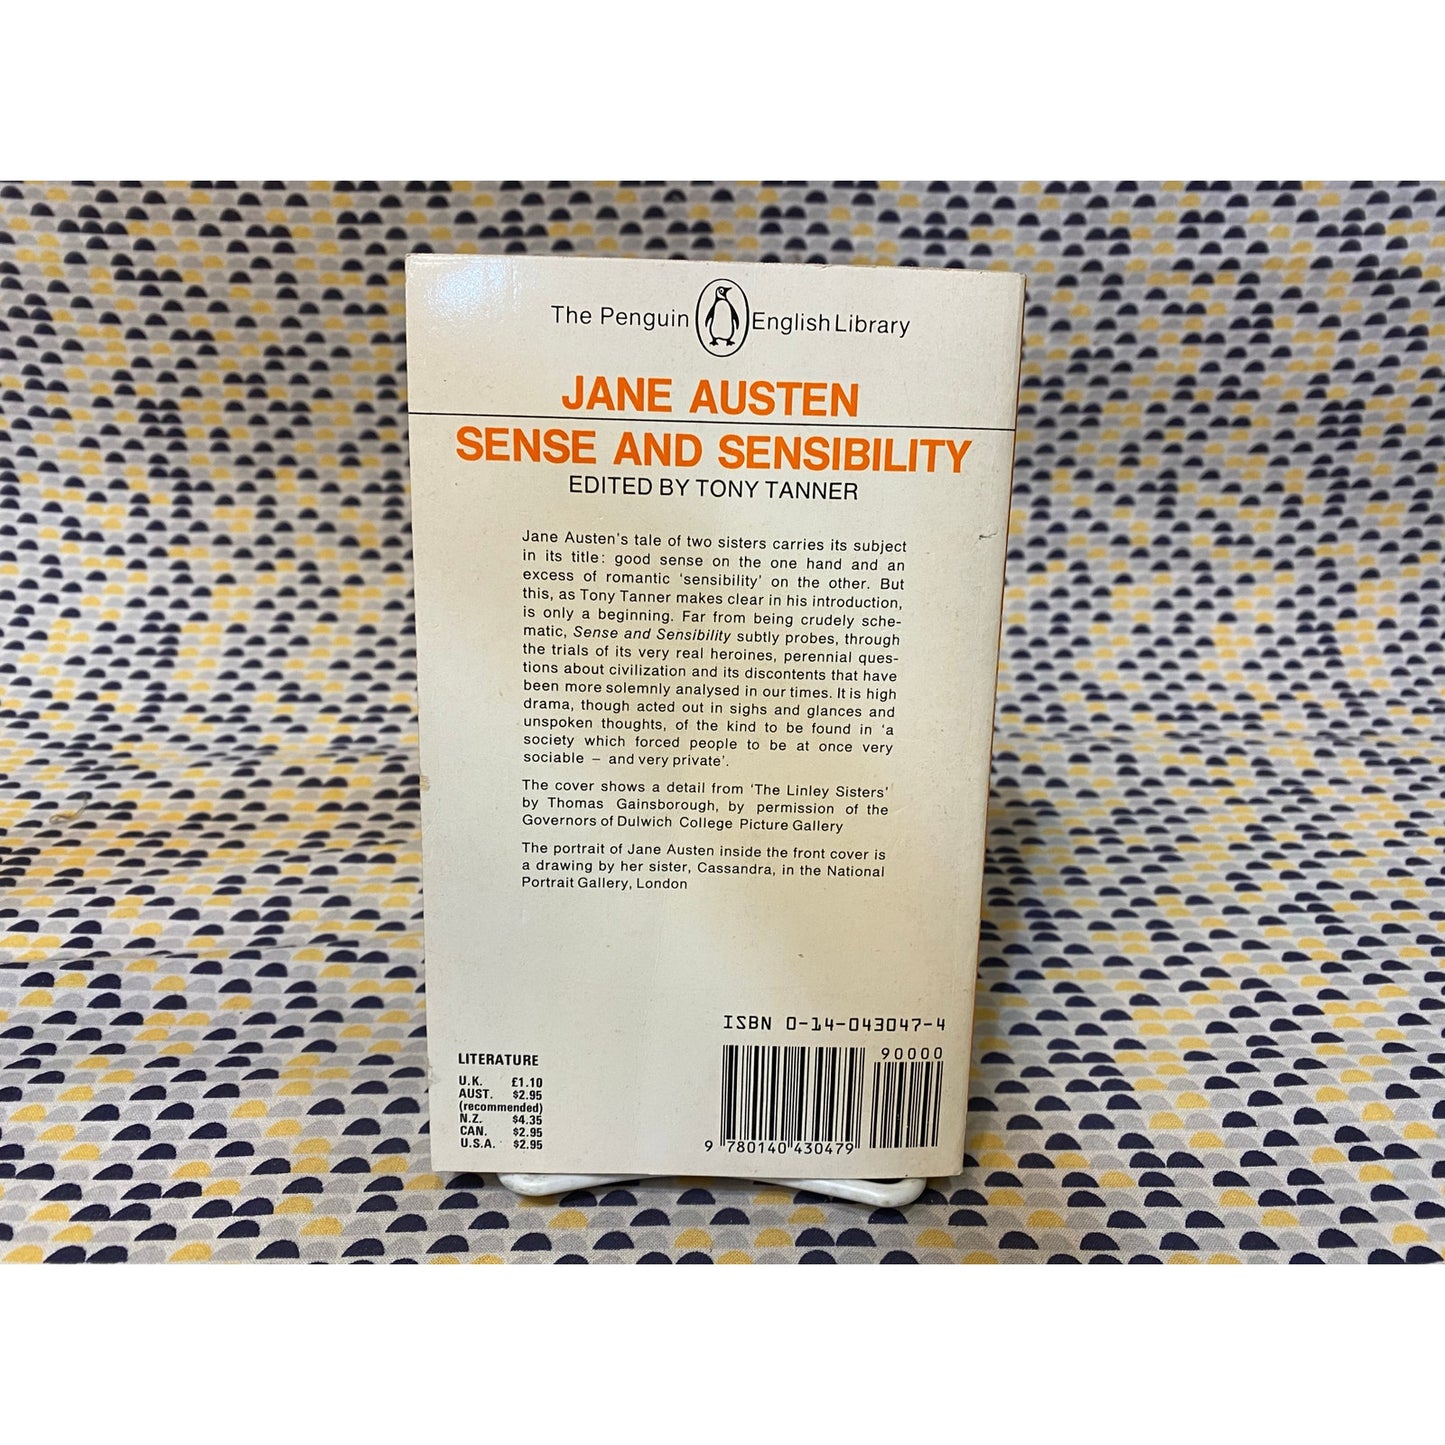 The Penguin English Library
JANE AUSTEN
SENSE AND SENSIBILITY
EDITED BY TONY TANNER
Jane Austen's tale of two sisters carries its subject
in its title: good sense on the one hand and an
excess of romantic 'sensibility' on the other. But
this, as Tony Tanner makes clear in his introduction,
is only a beginning. Far from being crudely sche-
matic, Sense and Sensibility subtly probes, through
the trials of its very real heroines, perennial ques-
tions about civilization and its discontents that have
been more solemnly analysed in our times. It is high
drama, though acted out in sighs and glances and
unspoken thoughts, of the kind to be found in 'a
society which forced people to be at once very
sociable – and very private'.
The cover shows a detail from 'The Linley Sisters'
by Thomas Gainsborough, by permission of the
Governors of Dulwich College Picture Gallery
The portrait of Jane Austen inside the front cover is
a drawing by her sister, Cassandra, in the National
Portrait Gallery, London
ISBN 0-14-043047-4
90000
9 780140 430479
LITERATURE
U.K. £1.10
AUST. $2.95
(recommended)
N.Z. $4.35
CAN. $2.95
U.S.A. $2.95